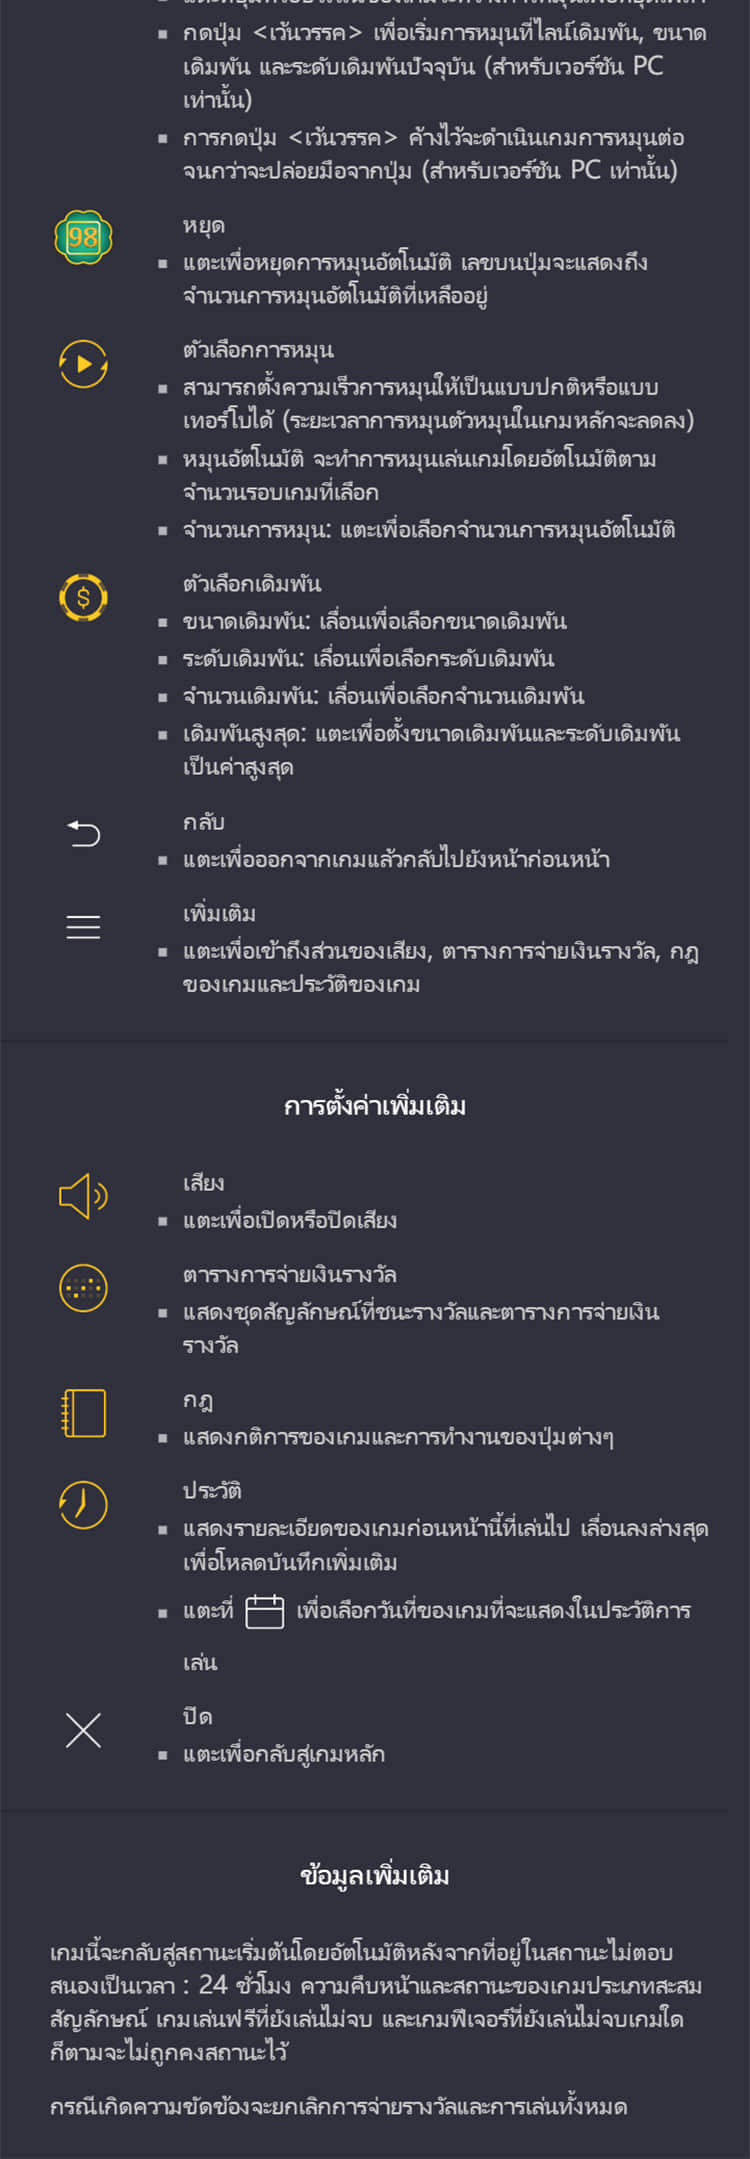 กดปุ่ม <เว้นวรรค> เพื่อเริ่มการหมุนที่ไลน์เดิมพัน, ขนาด
เดิมพัน และระดับเดิมพันปัจจุบัน (สำหรับเวอร์ชัน PC
เท่านั้น)
การกดปุ่ม <เว้นวรรค> ค้างไว้จะดำเนินเกมการหมุนต่อ
จนกว่าจะปล่อยมือจากปุ่ม (สำหรับเวอร์ชัน PC เท่านั้น)
98
หยุด
แตะเพื่อหยุดการหมุนอัตโนมัติ เลขบนปุ่มจะแสดงถึง
จำนวนการหมุนอัตโนมัติที่เหลืออยู่
ตัวเลือกการหมุน
สามารถตั้งความเร็วการหมุนให้เป็นแบบปกติหรือแบบ
เทอร์โบได้ (ระยะเวลาการหมุนตัวหมุนในเกมหลักจะลดลง)
หมุนอัตโนมัติ จะทำการหมุนเล่นเกมโดยอัตโนมัติตาม
จำนวนรอบเกมที่เลือก
จำนวนการหมุน: แตะเพื่อเลือกจำนวนการหมุนอัตโนมัติ
$
ตัวเลือกเดิมพัน
ขนาดเดิมพัน: เลื่อนเพื่อเลือกขนาดเดิมพัน
ระดับเดิมพัน: เลื่อนเพื่อเลือกระดับเดิมพัน
จำนวนเดิมพัน: เลื่อนเพื่อเลือกจำนวนเดิมพัน
เดิมพันสูงสุด: แตะเพื่อตั้งขนาดเดิมพันและระดับเดิมพัน
เป็นค่าสูงสุด
กลับ
แตะเพื่อออกจากเกมแล้วกลับไปยังหน้าก่อนหน้า
เพิ่มเติม
แตะเพื่อเข้าถึงส่วนของเสียง, ตารางการจ่ายเงินรางวัล, กฎ
ของเกมและประวัติของเกม
การตั้งค่าเพิ่มเติม
เสียง
แตะเพื่อเปิดหรือปิดเสียง
ตารางการจ่ายเงินรางวัล
แสดงชุดสัญลักษณ์ที่ชนะรางวัลและตารางการจ่ายเงิน
รางวัล
กฎ
แสดงกติการของเกมและการทำงานของปุ่มต่างๆ
ประวัติ
แสดงรายละเอียดของเกมก่อนหน้านี้ที่เล่นไป เลื่อนลงล่างสุด
เพื่อโหลดบันทึกเพิ่มเติม
แตะที่ เพื่อเลือกวันที่ของเกมที่จะแสดงในประวัติการ
เล่น
ปิด
แตะเพื่อกลับสู่เกมหลัก
ข้อมูลเพิ่มเติม
เกมนี้จะกลับสู่สถานะเริ่มต้นโดยอัตโนมัติหลังจากที่อยู่ในสถานะไม่ตอบ
สนองเป็นเวลา : 24 ชั่วโมง ความคืบหน้าและสถานะของเกมประเภทสะสม
สัญลักษณ์ เกมเล่นฟรีที่ยังเล่นไม่จบ และเกมฟีเจอร์ที่ยังเล่นไม่จบเกมใด
ก็ตามจะไม่ถูกคงสถานะไว้
กรณีเกิดความขัดข้องจะยกเลิกการจ่ายรางวัลและการเล่นทั้งหมด